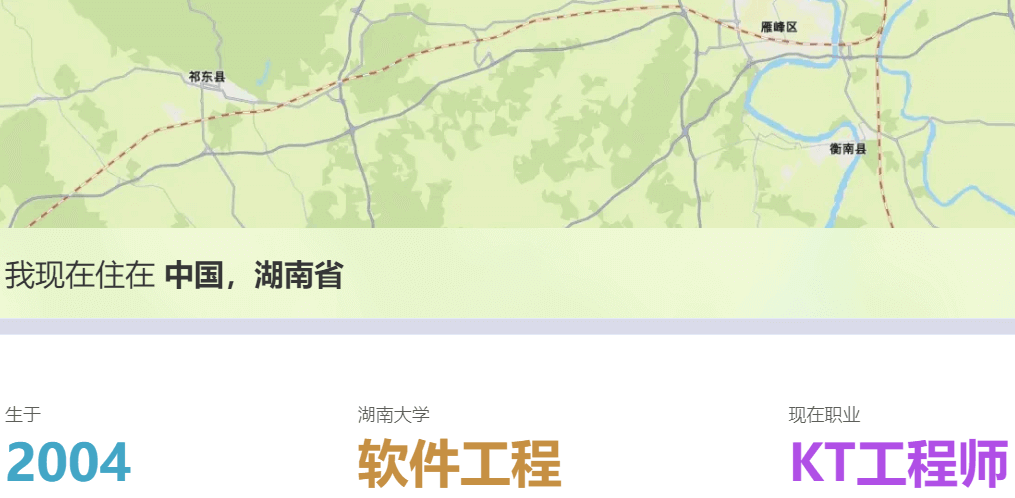 雁峰区
祁东县
衡南县
我现在住在 中国，湖南省
生于
湖南大学
现在职业
2004
软件工程
KT工程师